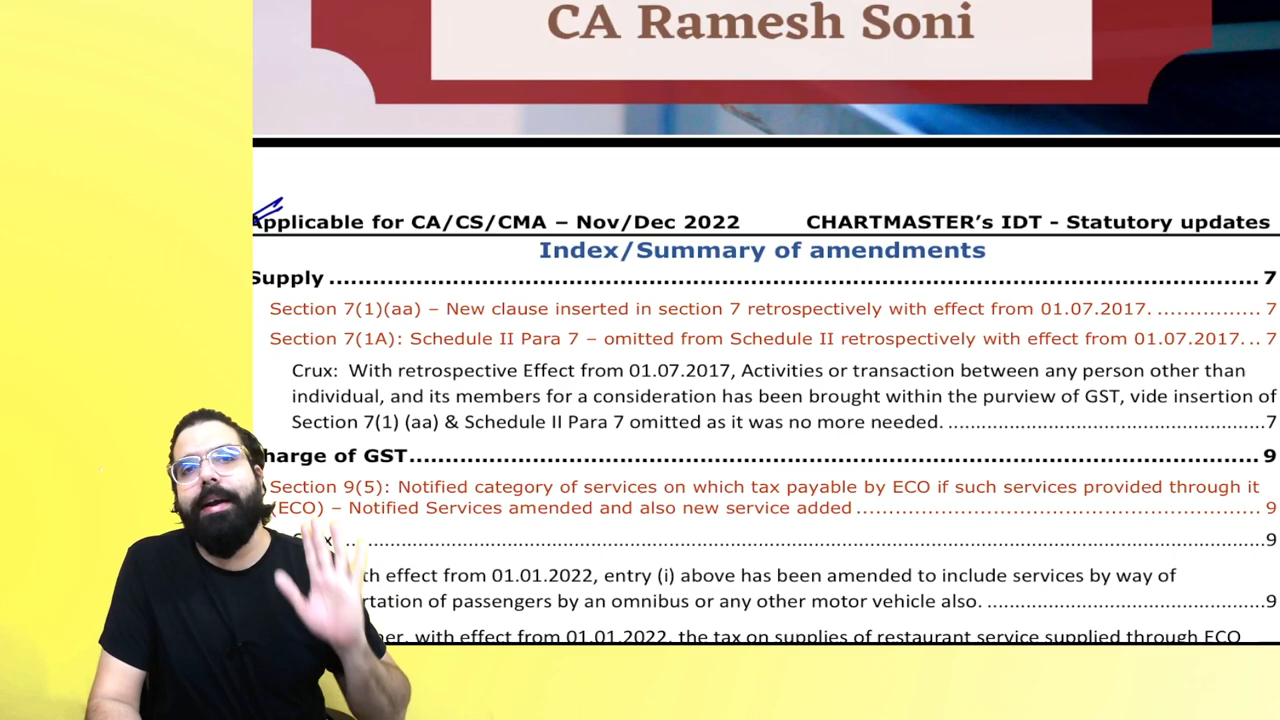 CA Ramesh Soni
Applicable for CA/CS/CMA – Nov/Dec 2022 CHARTMASTER’s IDT - Statutory updates
Index/Summary of amendments
Supply ........................................................................................................ 7
Section 7(1)(aa) – New clause inserted in section 7 retrospectively with effect from 01.07.2017. ................ 7
Section 7(1A): Schedule II Para 7 – omitted from Schedule II retrospectively with effect from 01.07.2017. .. 7
Crux: With retrospective Effect from 01.07.2017, Activities or transaction between any person other than
individual, and its members for a consideration has been brought within the purview of GST, vide insertion of
Section 7(1) (aa) & Schedule II Para 7 omitted as it was no more needed. ..................................................7
harge of GST................................................................................................ 9
Section 9(5): Notified category of services on which tax payable by ECO if such services provided through it
(ECO) – Notified Services amended and also new service added ............................................................. 9
...................................................................................................................9
th effect from 01.01.2022, entry (i) above has been amended to include services by way of
rtation of passengers by an omnibus or any other motor vehicle also. ...........................................9
er, with effect from 01.01.2022, the tax on supplies of restaurant service supplied through ECO